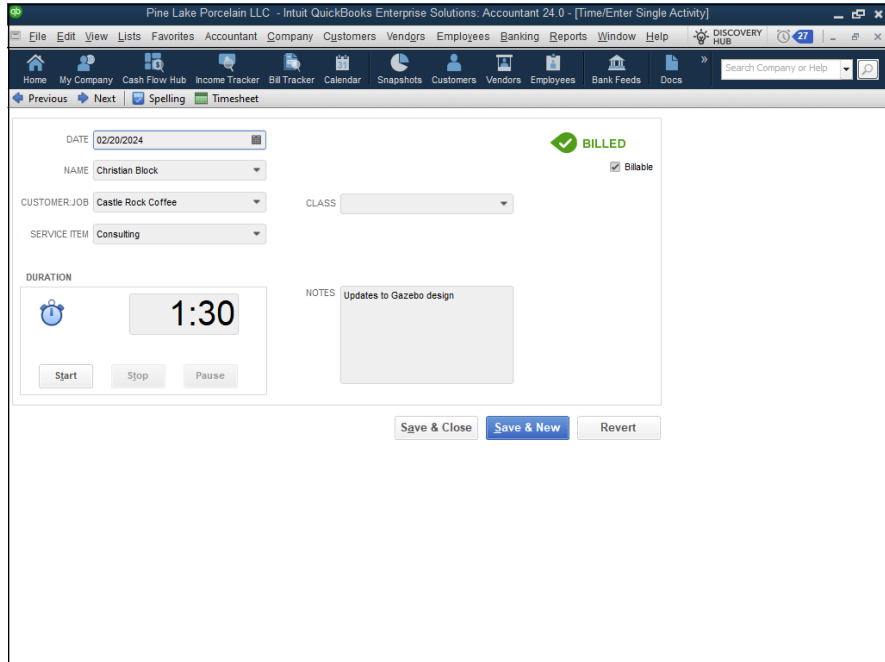 qb Pine Lake Porcelain LLC - Intuit QuickBooks Enterprise Solutions: Accountant 24.0 - [Time/Enter Single Activity]
File Edit View Lists Favorites Accountant Company Customers Vendors Employees Banking Reports Window Help DISCOVERY HUB 27
Home My Company Cash Flow Hub Income Tracker Bill Tracker Calendar Snapshots Customers Vendors Employees Bank Feeds Docs » Search Company or Help
Previous Next Spelling Timesheet
DATE 02/20/2024
BILLED
NAME Christian Block
Billable
CUSTOMER:JOB Castle Rock Coffee
CLASS
SERVICE ITEM Consulting
DURATION
1:30
NOTES Updates to Gazebo design
Start Stop Pause
Save & Close Save & New Revert